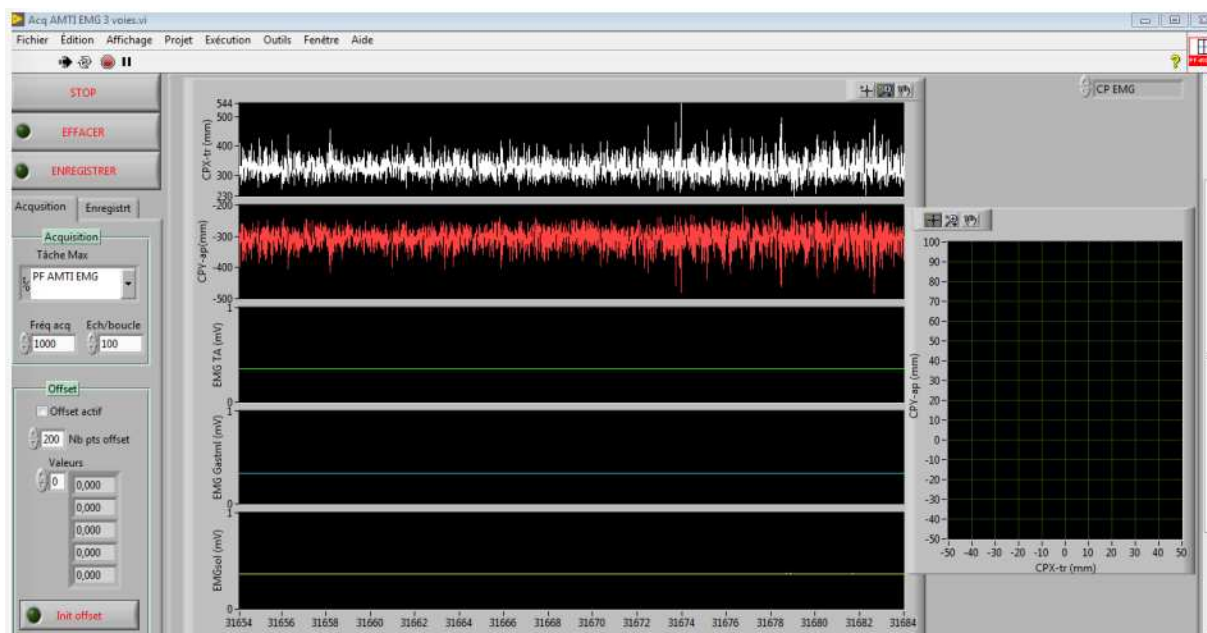 Acq AMTI EMG 3 voies.vi
Fichier Édition Affichage Projet Exécution Outils Fenêtre Aide
STOP
EFFACER
ENREGISTRER
Acqusition Enregistrt
Acquisition
Tâche Max
PF AMTI EMG
Fréq acq Ech/boucle
1000 100
Offset
Offset actif
200 Nb pts offset
Valeurs
0 0,000
0,000
0,000
0,000
0,000
Init offset
CP EMG
CPX-tr (mm)
544
500
400
300
230
CPY-ap(mm)
-200
-300
-400
-500
EMG TA (mV)
1
0
EMG Gastml (mV)
1
0
EMGsol (mV)
1
0
31654 31656 31658 31660 31662 31664 31666 31668 31670 31672 31674 31676 31678 31680 31682 31684
CPY-ap (mm)
100
90
80
70
60
50
40
30
20
10
0
-10
-20
-30
-40
-50
-50 -40 -30 -20 -10 0 10 20 30 40 50
CPX-tr (mm)